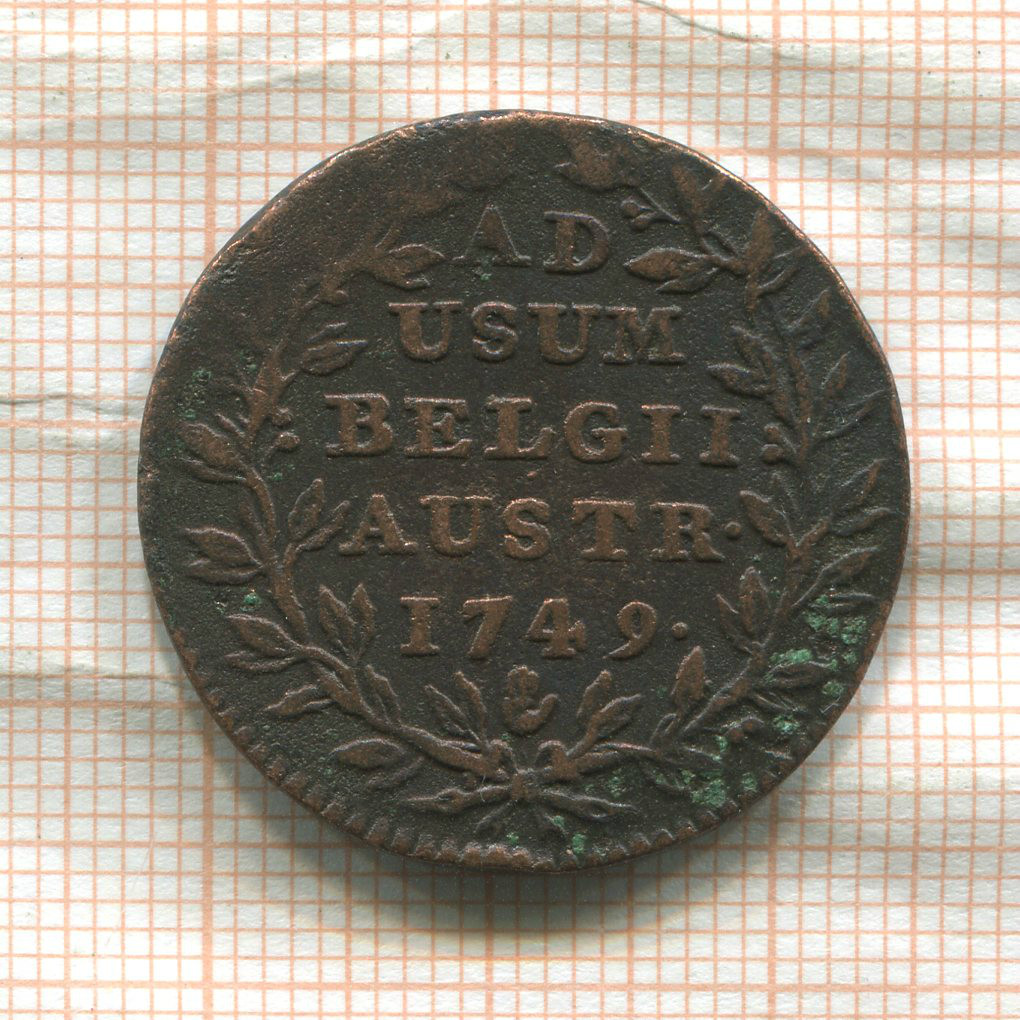 AD
USUM
BELGII
AUSTR·
1749·